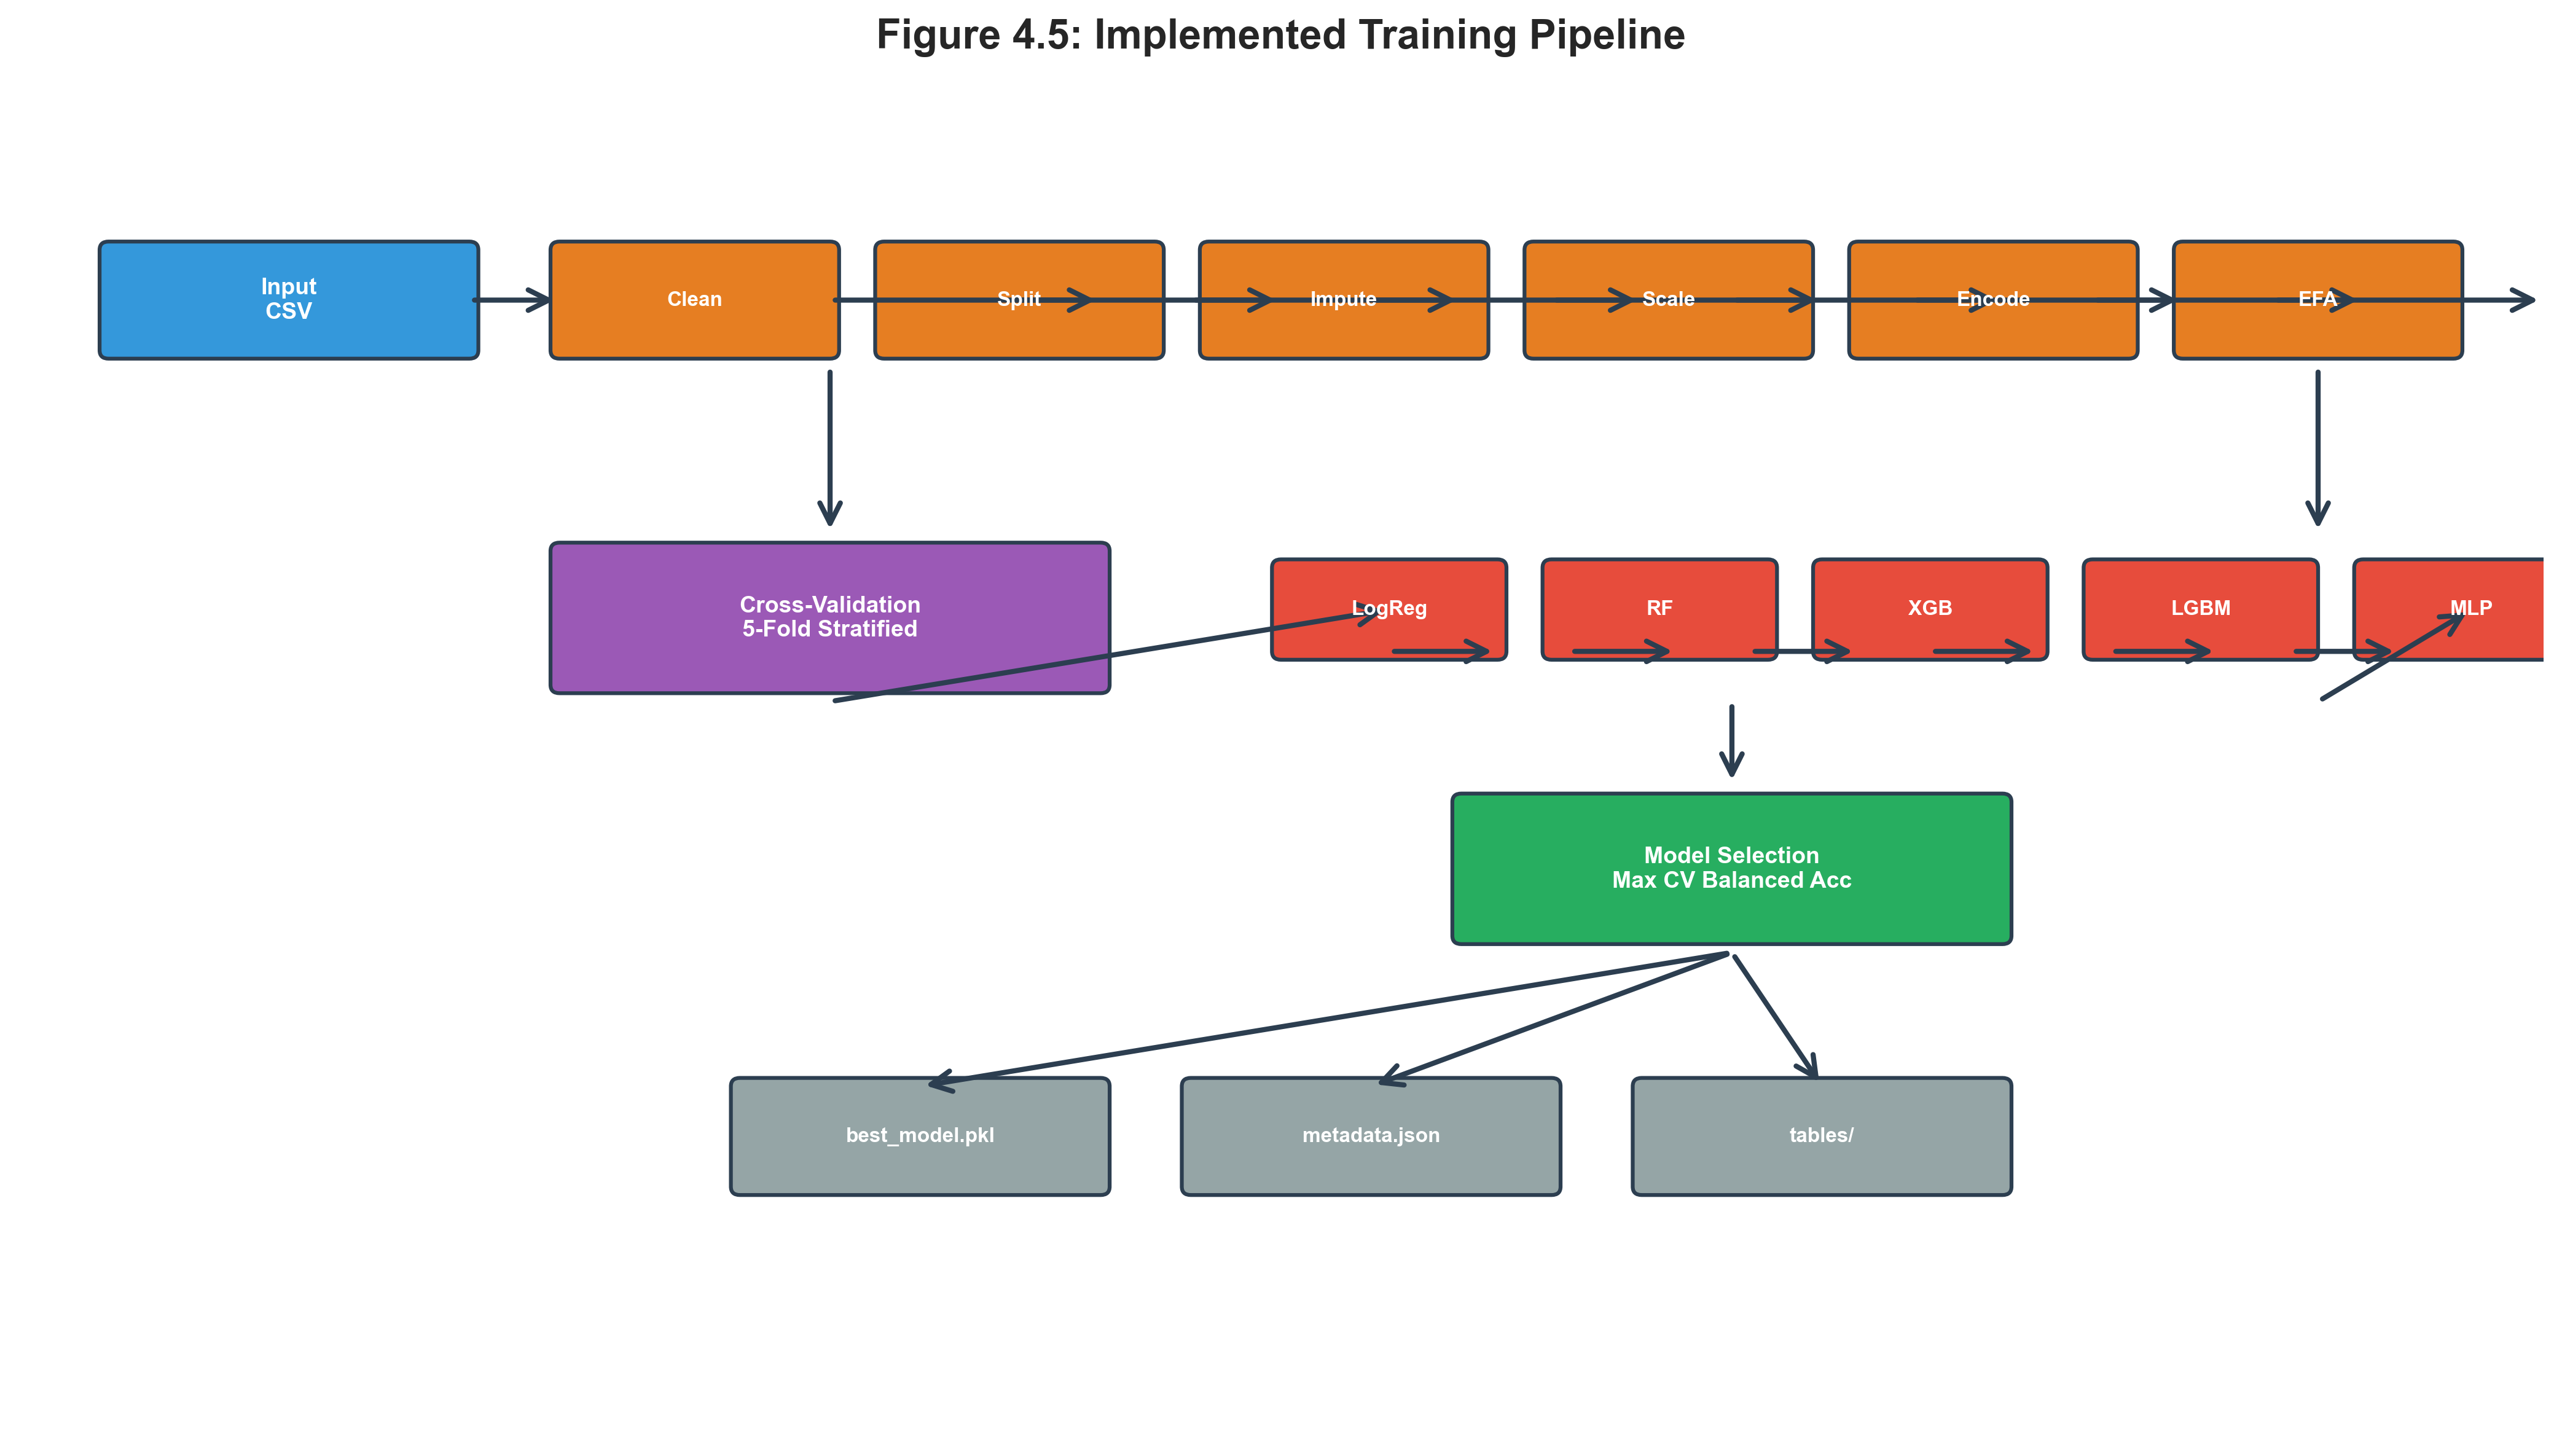 Figure 4.5: Implemented Training Pipeline
Input
CSV
Clean
Split
Impute
Scale
Encode
EFA
Cross-Validation
5-Fold Stratified
LogReg
RF
XGB
LGBM
MLP
Model Selection
Max CV Balanced Acc
best_model.pkl
metadata.json
tables/